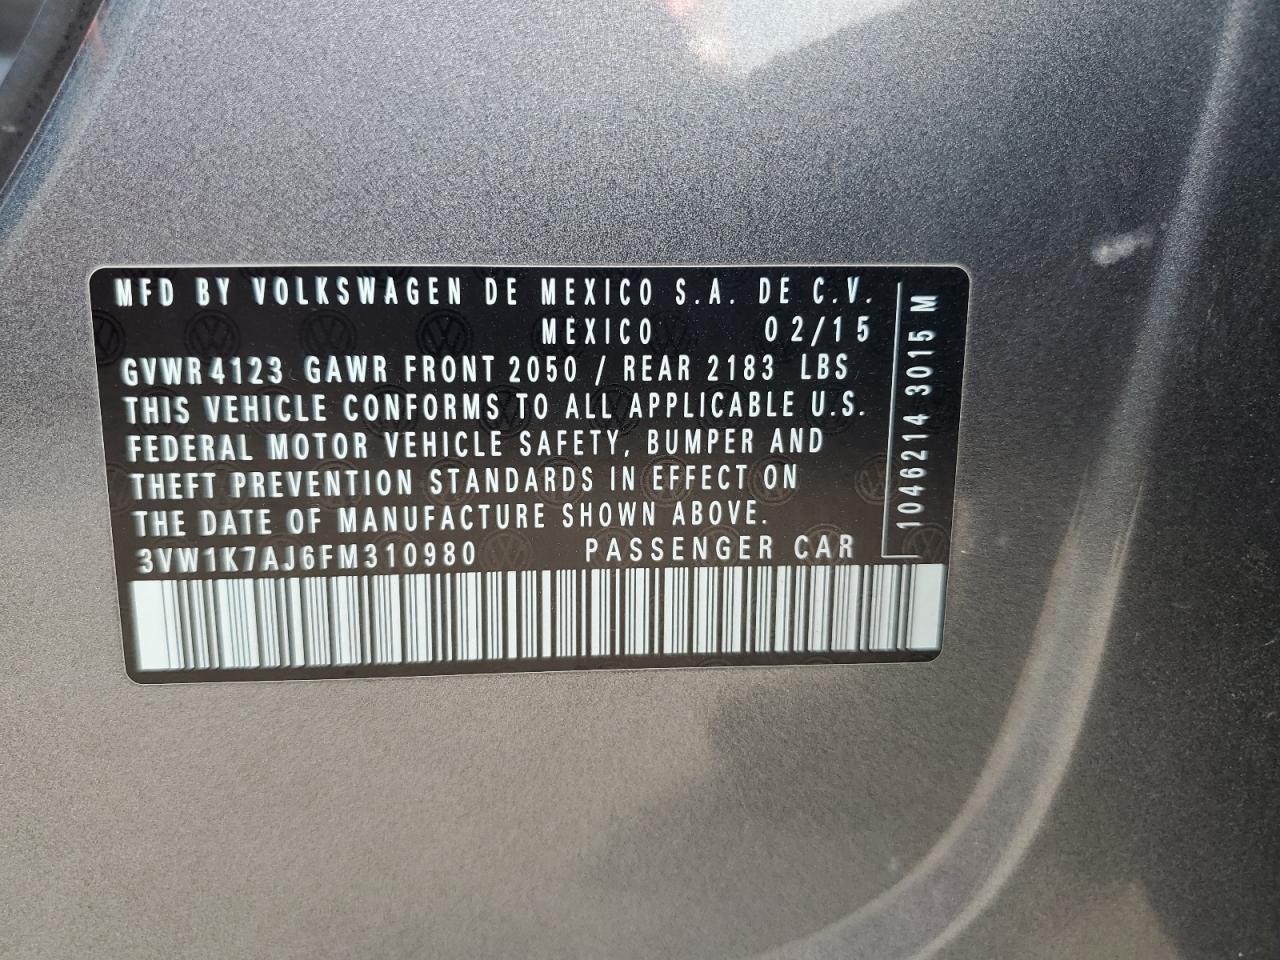 MFD BY VOLKSWAGEN DE MEXICO S.A. DE C.V.
MEXICO 02/15
GVWR 4123 GAWR FRONT 2050 / REAR 2183 LBS
THIS VEHICLE CONFORMS TO ALL APPLICABLE U.S.
FEDERAL MOTOR VEHICLE SAFETY, BUMPER AND
THEFT PREVENTION STANDARDS IN EFFECT ON
THE DATE OF MANUFACTURE SHOWN ABOVE.
3VW1K7AJ6FM310980 PASSENGER CAR
1046214 3015 M